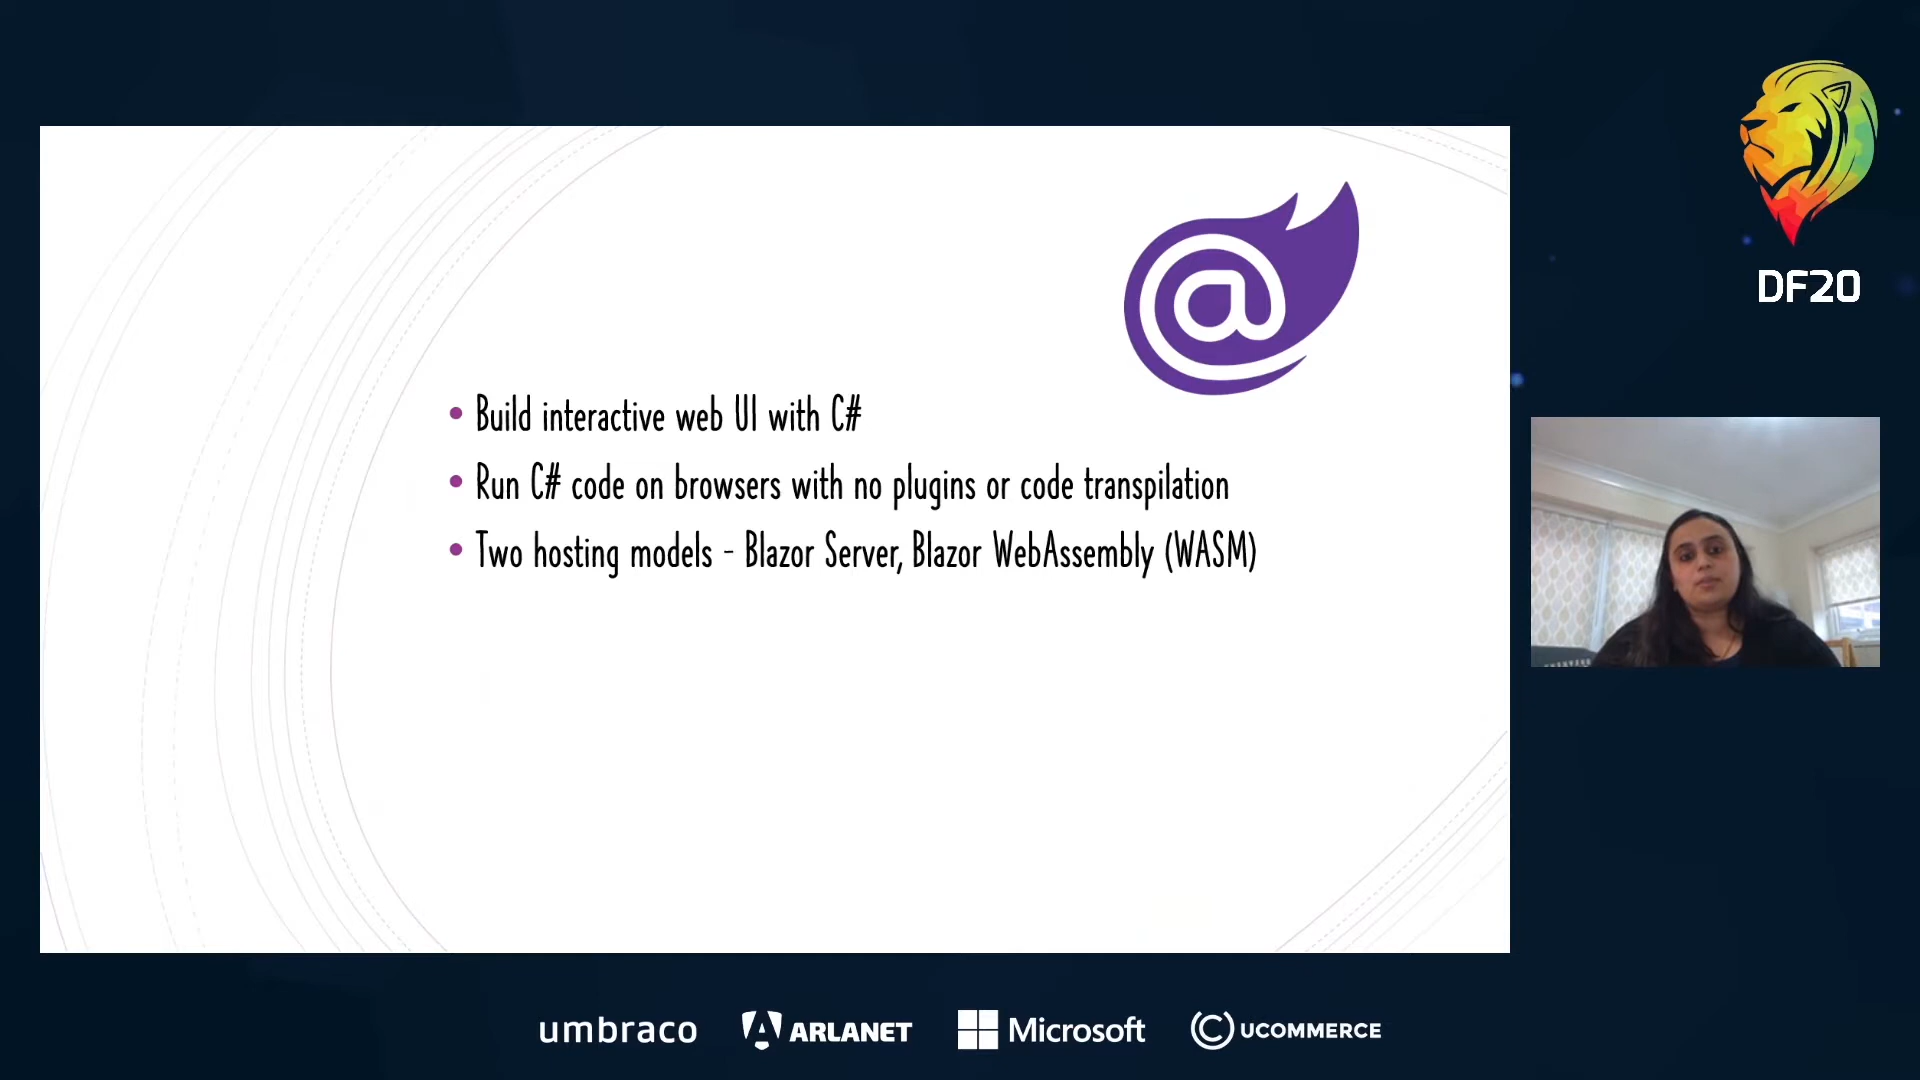 DF20
@
• Build interactive web UI with C#
• Run C# code on browsers with no plugins or code transpilation
• Two hosting models - Blazor Server, Blazor WebAssembly (WASM)
umbraco
ARLANET
Microsoft
UCOMMERCE